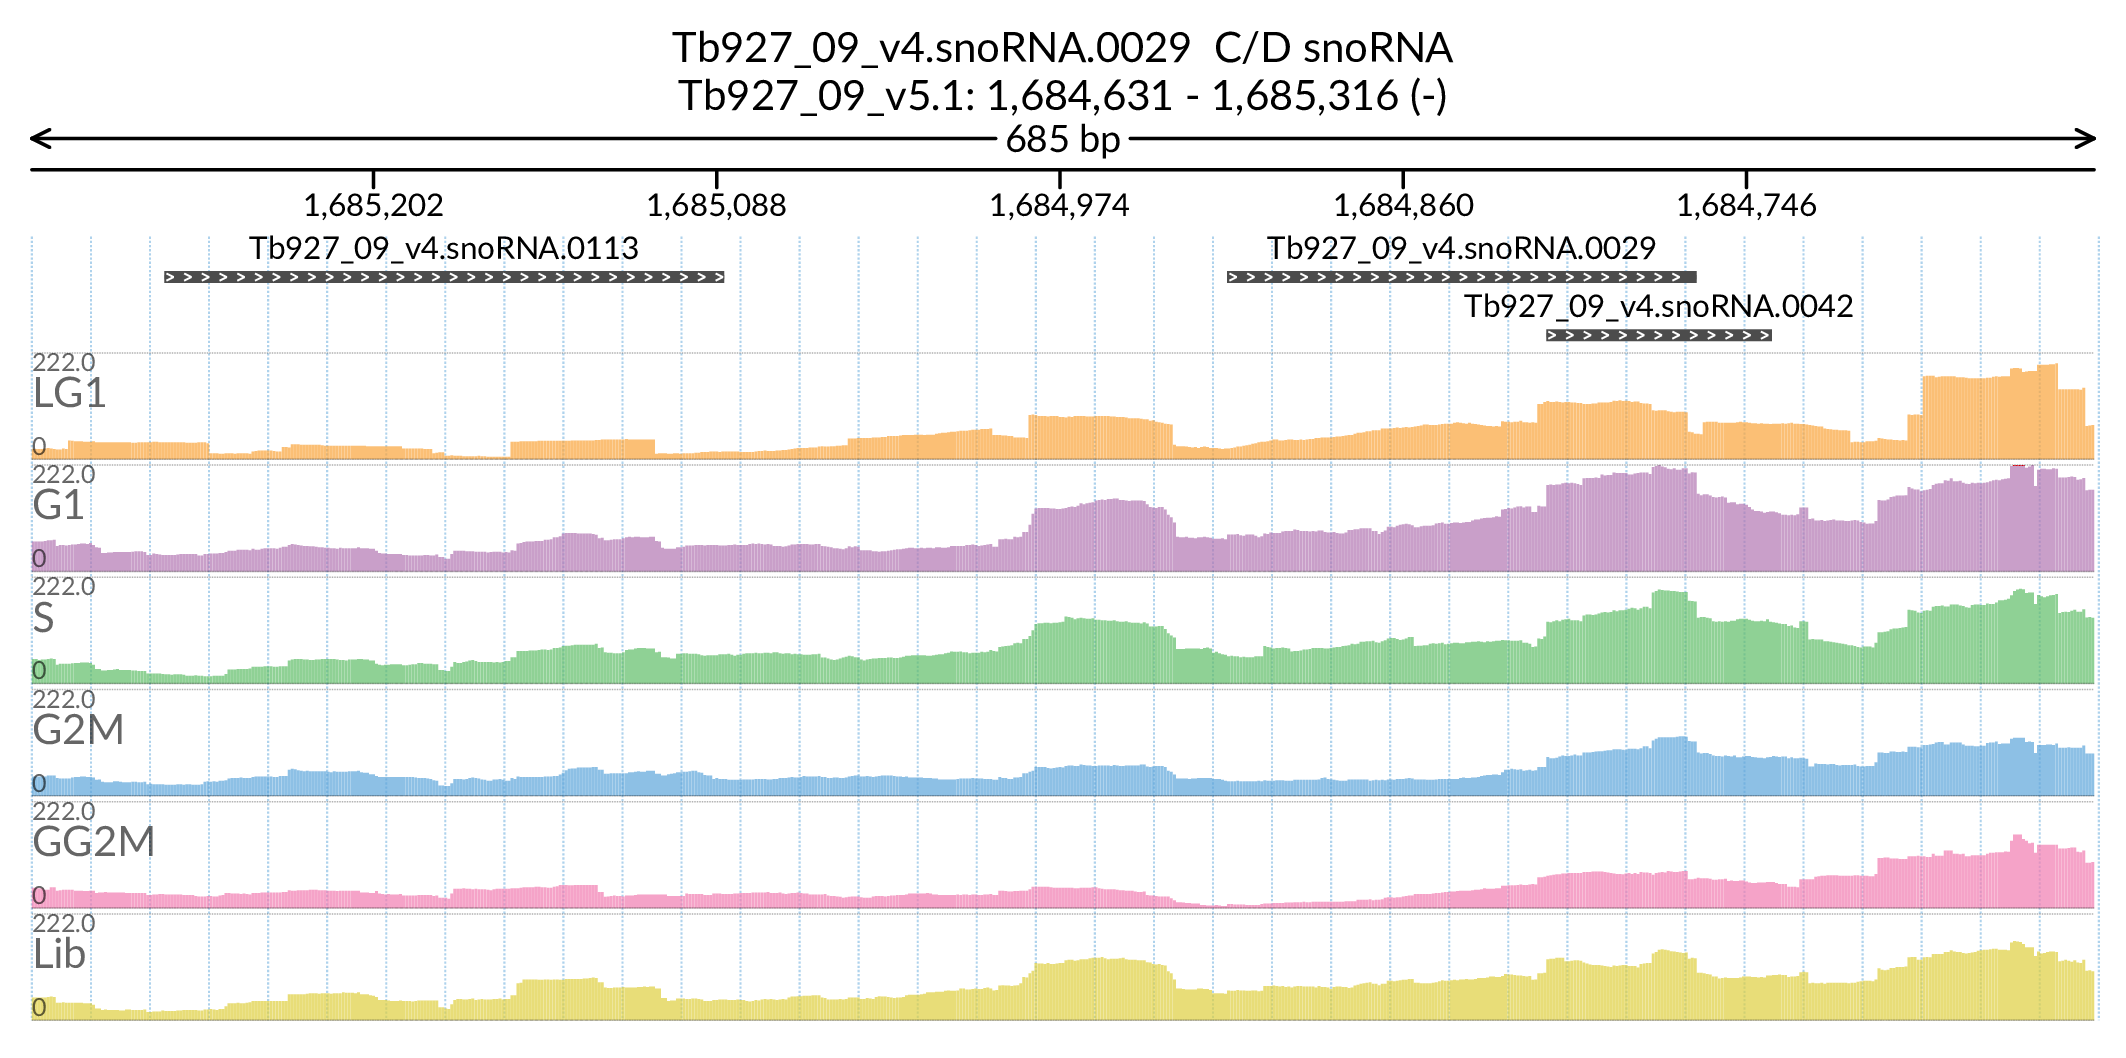 Tb927_09_v4.snoRNA.0029 C/D snoRNA
Tb927_09_v5.1: 1,684,631 - 1,685,316 (-)
685 bp
1,685,202 1,685,088 1,684,974 1,684,860 1,684,746
Tb927_09_v4.snoRNA.0113 Tb927_09_v4.snoRNA.0029
Tb927_09_v4.snoRNA.0042
222.0
LG1
0
222.0
G1
0
222.0
S
0
222.0
G2M
0
222.0
GG2M
0
222.0
Lib
0